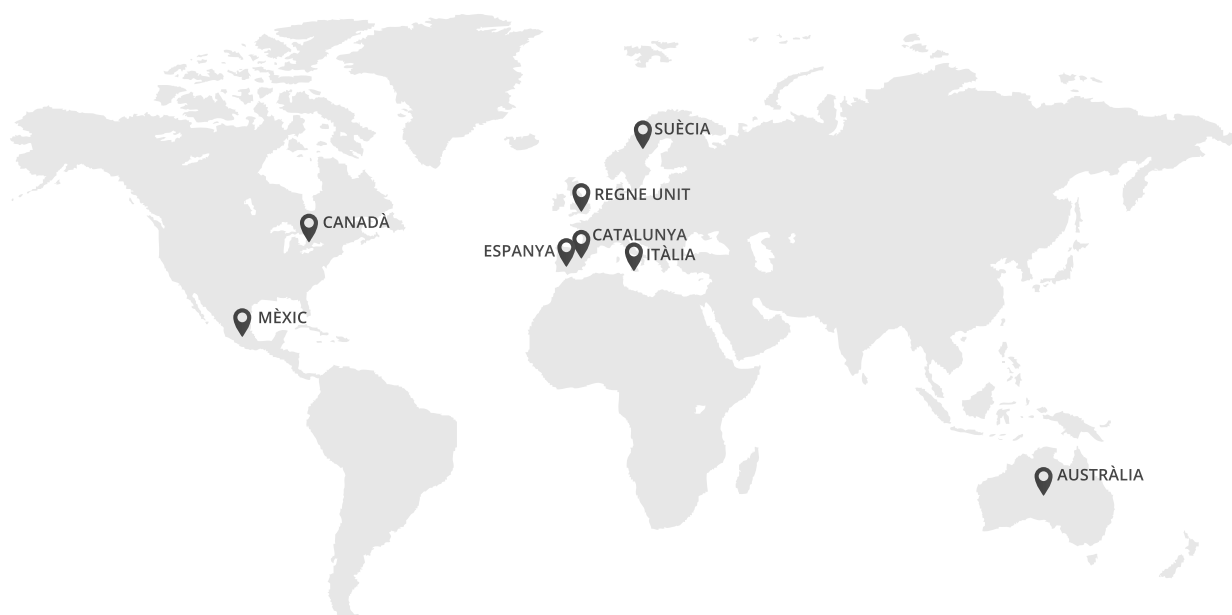 SUÈCIA
REGNE UNIT
CANADÀ
CATALUNYA
ESPANYA
ITÀLIA
MÈXIC
AUSTRÀLIA